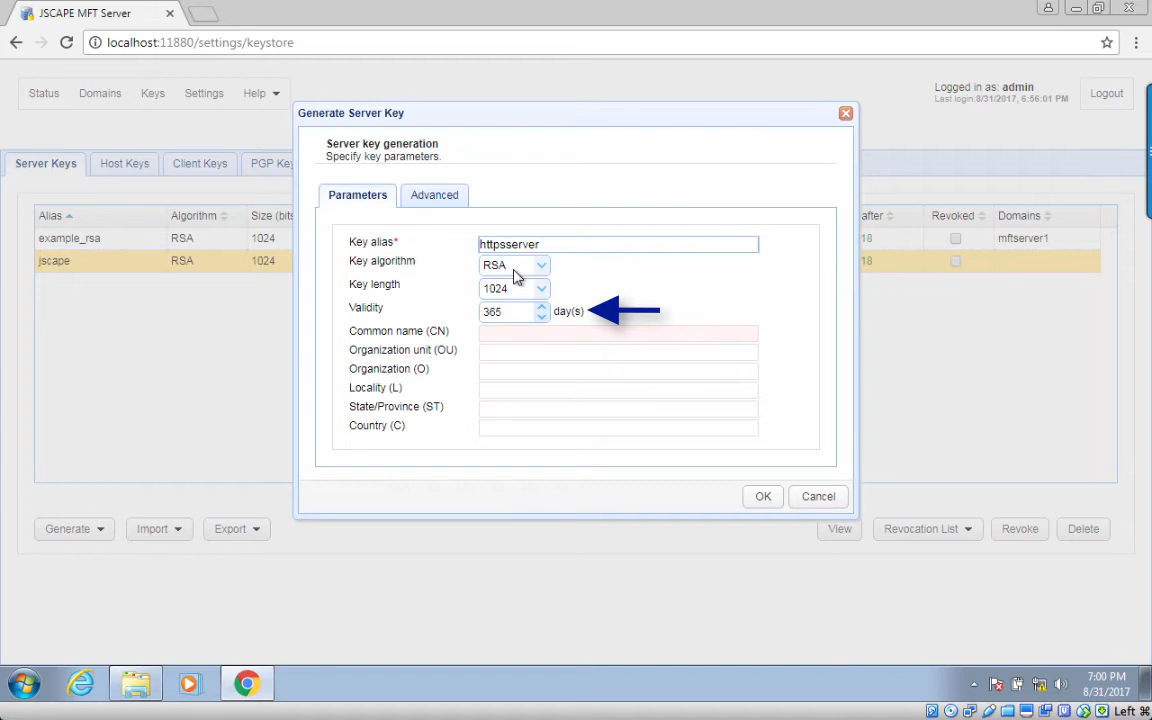 JSCAPE MFT Server
localhost:11880/settings/keystore
Status Domains Keys Settings Help
Logged in as: admin
Last login.8/31/2017, 6:56:01 PM
Logout
Generate Server Key
Server key generation
Specify key parameters.
Server Keys Host Keys Client Keys PGP Key
Parameters Advanced
Alias Algorithm Size (bits after Revoked Domains
example_rsa RSA 1024 18 mftserver1
jscape RSA 1024 18
Key alias* httpsserver
Key algorithm RSA
Key length 1024
Validity 365 day(s)
Common name (CN)
Organization unit (OU)
Organization (O)
Locality (L)
State/Province (ST)
Country (C)
OK Cancel
Generate Import Export View Revocation List Revoke Delete
7:00 PM
8/31/2017
Left ⌘